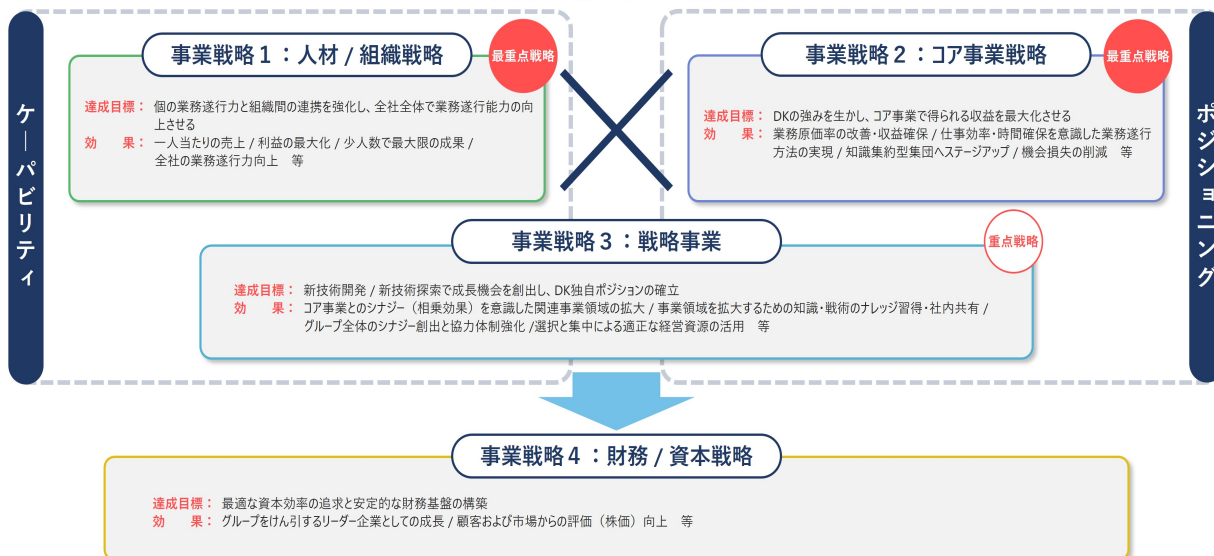 ケーパビリティ
事業戦略1：人材 / 組織戦略
最重点戦略
達成目標： 個の業務遂行力と組織間の連携を強化し、全社全体で業務遂行能力の向
上させる
効　果： 一人当たりの売上 / 利益の最大化 / 少人数で最大限の成果 /
全社の業務遂行力向上　等
事業戦略2：コア事業戦略
最重点戦略
達成目標： DKの強みを生かし、コア事業で得られる収益を最大化させる
効　果： 業務原価率の改善・収益確保 / 仕事効率・時間確保を意識した業務遂行
方法の実現 / 知識集約型集団へステージアップ / 機会損失の削減　等
ポジショニング
事業戦略3：戦略事業
重点戦略
達成目標： 新技術開発 / 新技術探索で成長機会を創出し、DK独自ポジションの確立
効　果： コア事業とのシナジー（相乗効果）を意識した関連事業領域の拡大 / 事業領域を拡大するための知識・戦術のナレッジ習得・社内共有 /
グループ全体のシナジー創出と協力体制強化 /選択と集中による適正な経営資源の活用　等
事業戦略4：財務 / 資本戦略
達成目標： 最適な資本効率の追求と安定的な財務基盤の構築
効　果： グループをけん引するリーダー企業としての成長 / 顧客および市場からの評価（株価）向上　等